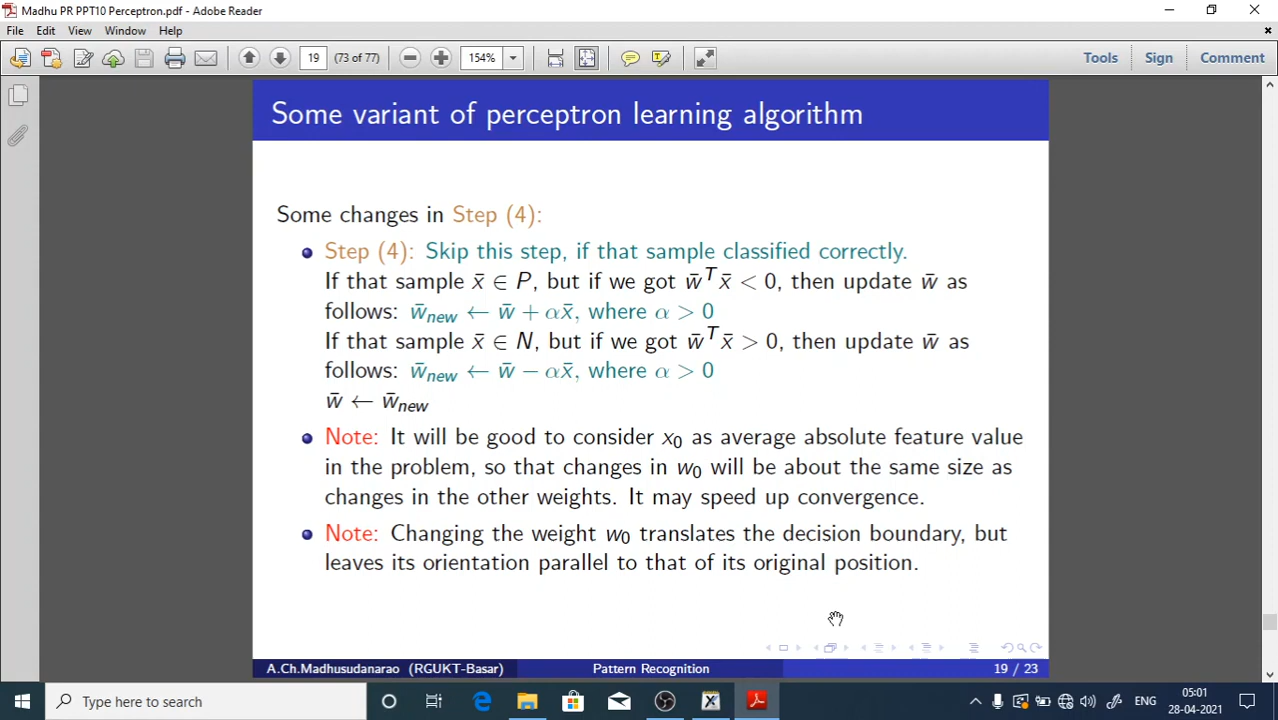 Madhu PR PPT10 Perceptron.pdf - Adobe Reader
File Edit View Window Help
19 (73 of 77) 154% Tools Sign Comment
Some variant of perceptron learning algorithm
Some changes in Step (4):
Step (4): Skip this step, if that sample classified correctly.
If that sample x̄ ∈ P, but if we got w̄ᵀx̄ < 0, then update w̄ as
follows: w̄new ← w̄ + αx̄, where α > 0
If that sample x̄ ∈ N, but if we got w̄ᵀx̄ > 0, then update w̄ as
follows: w̄new ← w̄ − αx̄, where α > 0
w̄ ← w̄new
Note: It will be good to consider x₀ as average absolute feature value
in the problem, so that changes in w₀ will be about the same size as
changes in the other weights. It may speed up convergence.
Note: Changing the weight w₀ translates the decision boundary, but
leaves its orientation parallel to that of its original position.
A.Ch.Madhusudanarao (RGUKT-Basar) Pattern Recognition 19 / 23
Type here to search ENG 05:01
28-04-2021